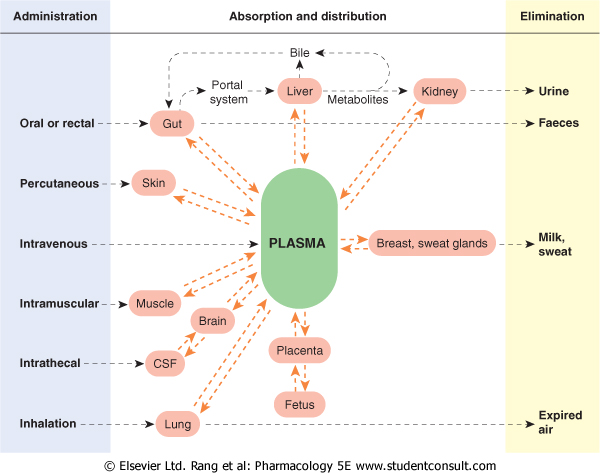 Administration
Absorption and distribution
Elimination
Bile
Portal
system
Liver
Metabolites
Kidney
Urine
Oral or rectal
Gut
Faeces
Percutaneous
Skin
Intravenous
PLASMA
Breast, sweat glands
Milk,
sweat
Intramuscular
Muscle
Brain
Placenta
Intrathecal
CSF
Fetus
Inhalation
Lung
Expired
air
© Elsevier Ltd. Rang et al: Pharmacology 5E www.studentconsult.com